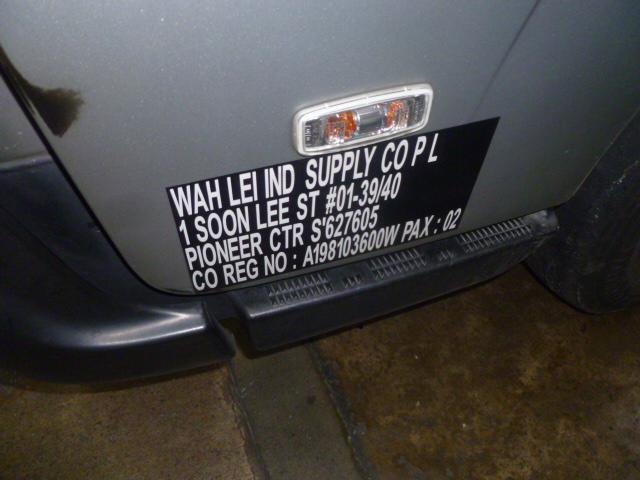 WAH LEI IND SUPPLY CO P L
1 SOON LEE ST #01-39/40
PIONEER CTR S'627605
CO REG NO : A198103600W PAX : 02